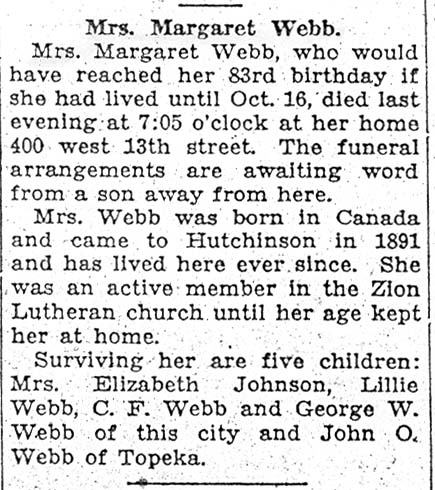 Mrs. Margaret Webb.
Mrs. Margaret Webb, who would
have reached her 83rd birthday if
she had lived until Oct. 16, died last
evening at 7:05 o'clock at her home
400 west 13th street. The funeral
arrangements are awaiting word
from a son away from here.
Mrs. Webb was born in Canada
and came to Hutchinson in 1891
and has lived here ever since. She
was an active member in the Zion
Lutheran church until her age kept
her at home.
Surviving her are five children:
Mrs. Elizabeth Johnson, Lillie
Webb, C. F. Webb and George W.
Webb of this city and John O.
Webb of Topeka.